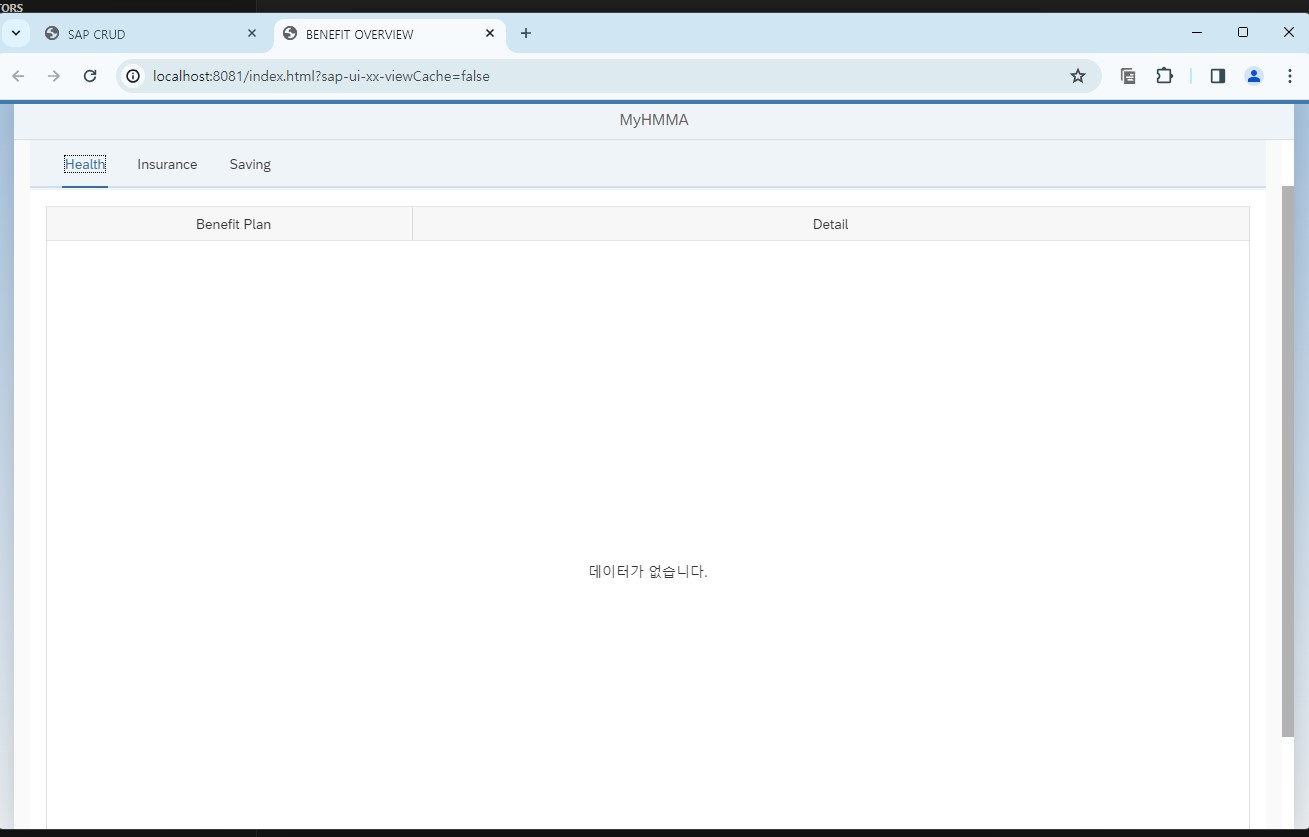 TORS
SAP CRUD
BENEFIT OVERVIEW
localhost:8081/index.html?sap-ui-xx-viewCache=false
MyHMMA
Health Insurance Saving
Benefit Plan Detail
데이터가 없습니다.